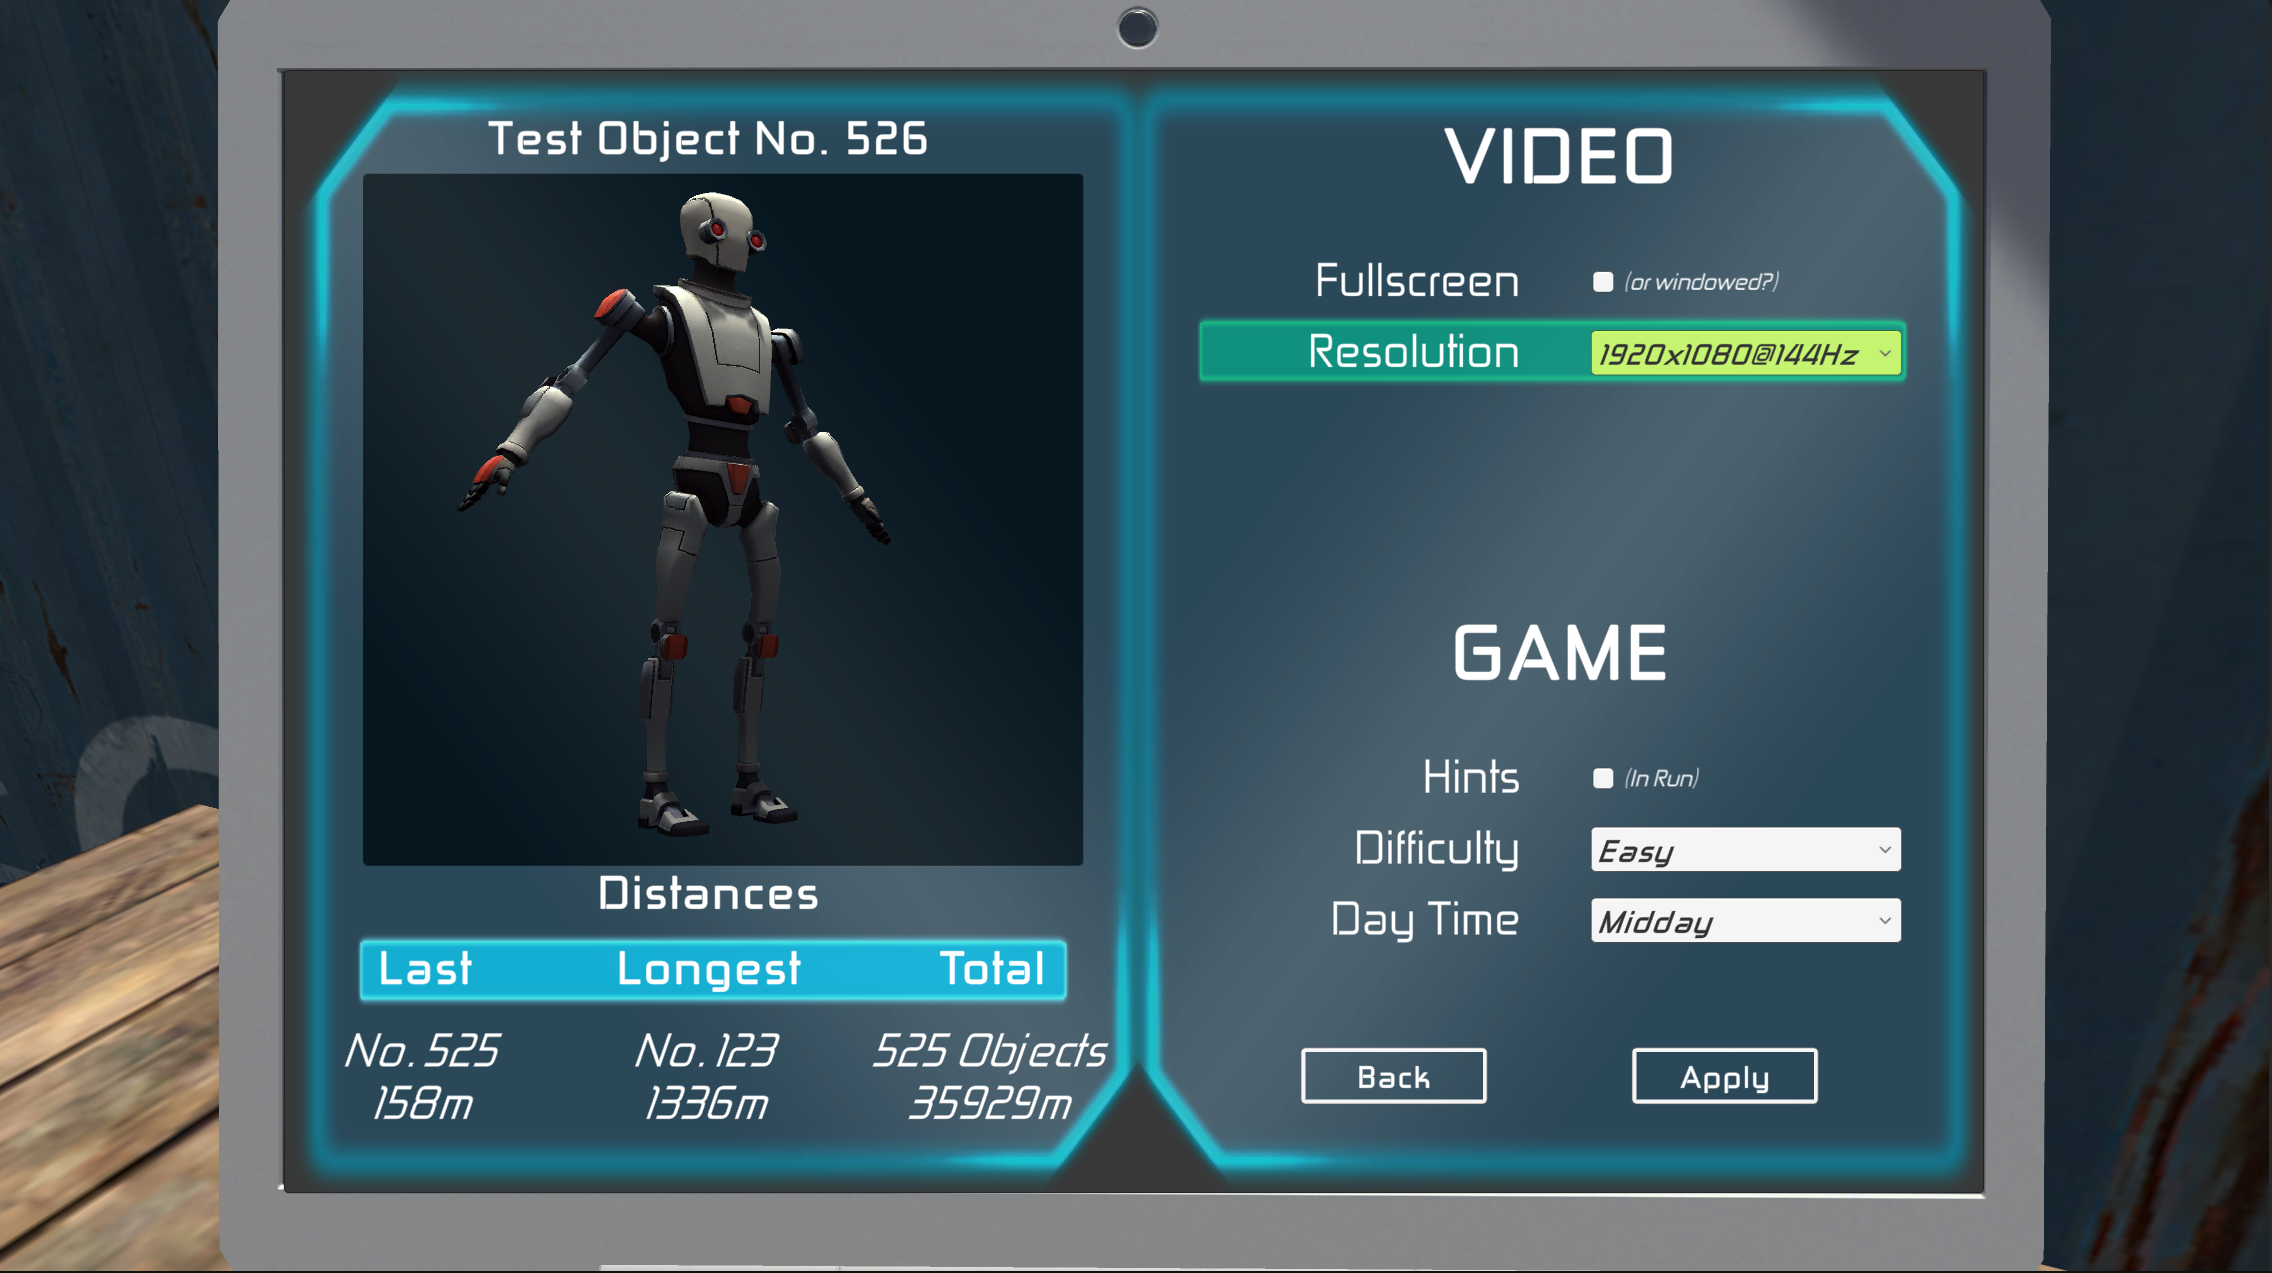 Test Object No. 526
Distances
Last Longest Total
No. 525 No. 123 525 Objects
158m 1336m 35929m
VIDEO
Fullscreen (or windowed?)
Resolution 1920x1080@144Hz
GAME
Hints (In Run)
Difficulty Easy
Day Time Midday
Back Apply